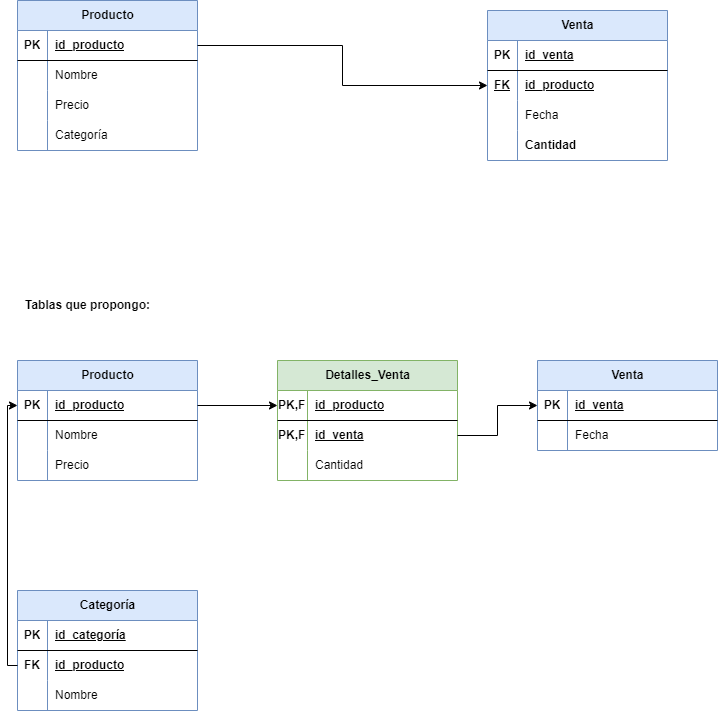 Producto
PK id_producto
Nombre
Precio
Categoría
Venta
PK id_venta
FK id_producto
Fecha
Cantidad
Tablas que propongo:
Producto
PK id_producto
Nombre
Precio
Detalles_Venta
PK,F id_producto
PK,F id_venta
Cantidad
Venta
PK id_venta
Fecha
Categoría
PK id_categoría
FK id_producto
Nombre